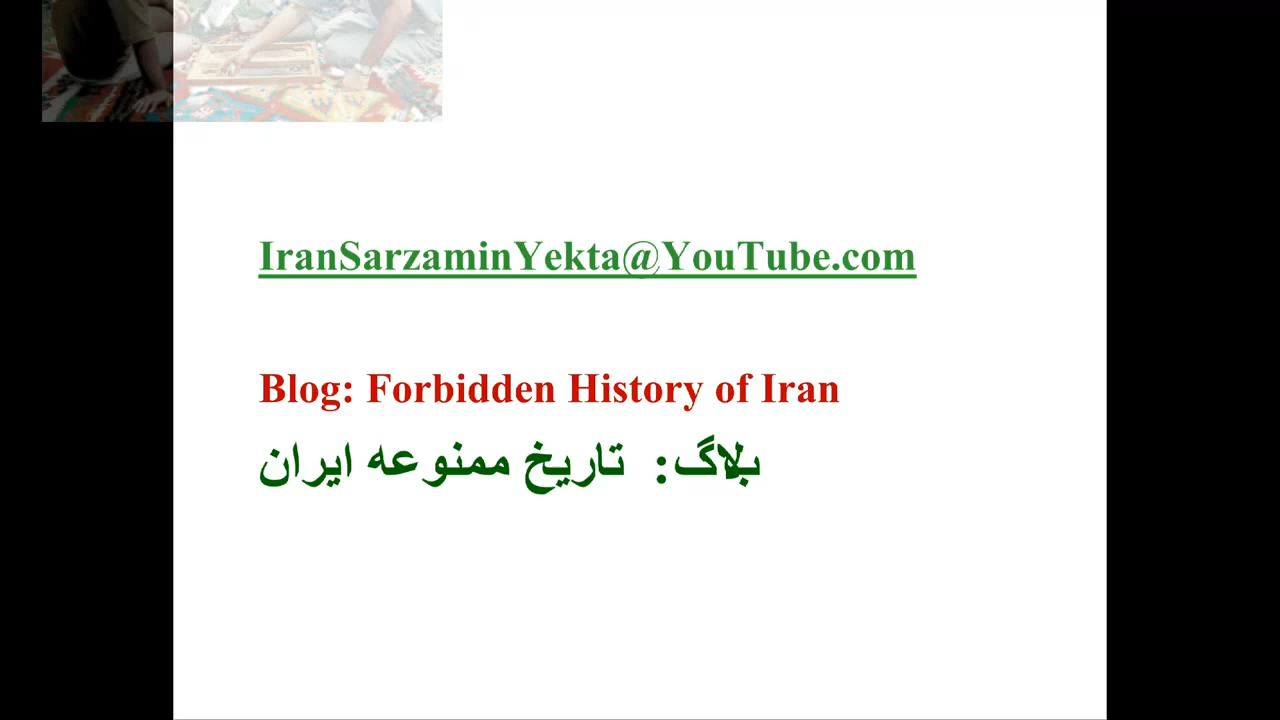 IranSarzaminYekta@YouTube.com
Blog: Forbidden History of Iran
بلاگ: تاریخ ممنوعه ایران